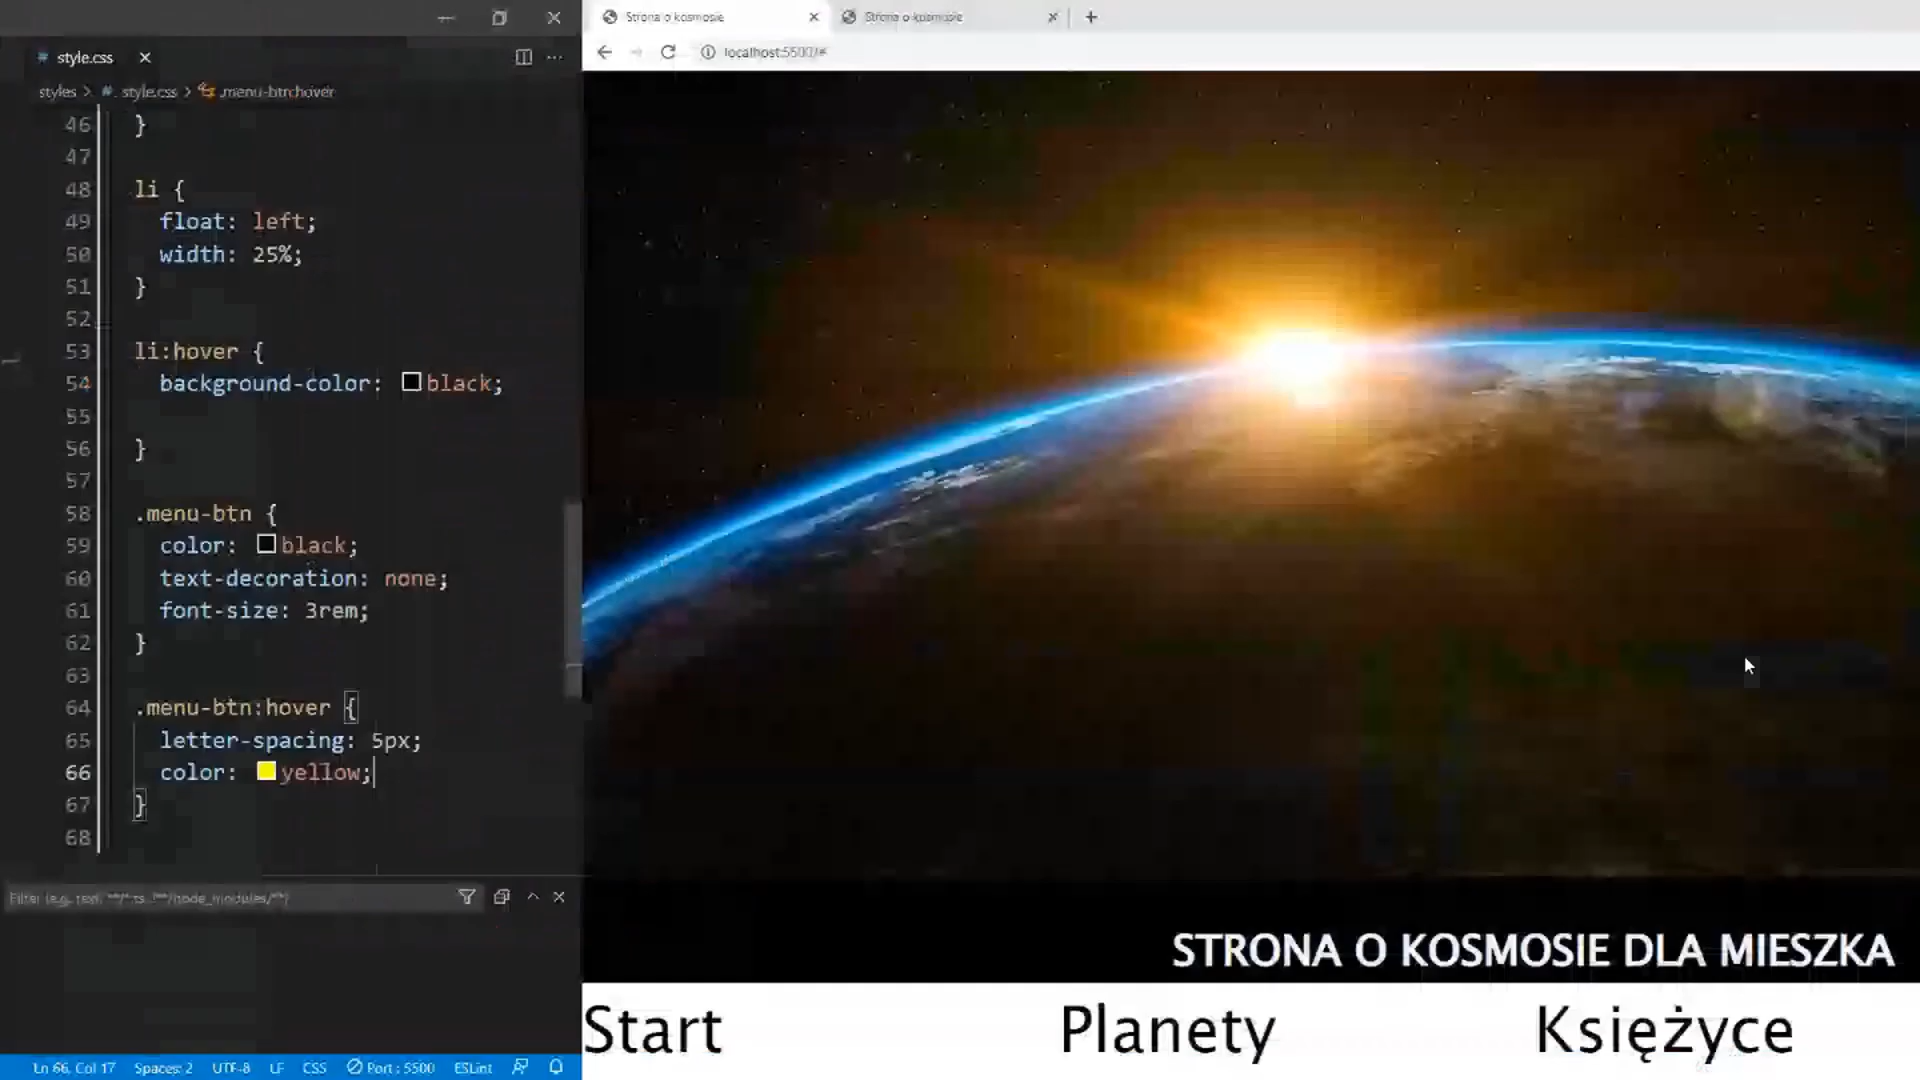 style.css
styles > # style.css > .menu-btn:hover
46 }
47
48 li {
49 float: left;
50 width: 25%;
51 }
52
53 li:hover {
54 background-color: black;
55
56 }
57
58 .menu-btn {
59 color: black;
60 text-decoration: none;
61 font-size: 3rem;
62 }
63
64 .menu-btn:hover {
65 letter-spacing: 5px;
66 color: yellow;
67 }
68
Filter (e.g. text, **/*.ts, !**/node_modules/**)
Ln 66, Col 17 Spaces: 2 UTF-8 LF CSS Port : 5500 ESLint
Strona o kosmosie
Strona o kosmosie
localhost:5500/#
STRONA O KOSMOSIE DLA MIESZKA
Start Planety Księżyce